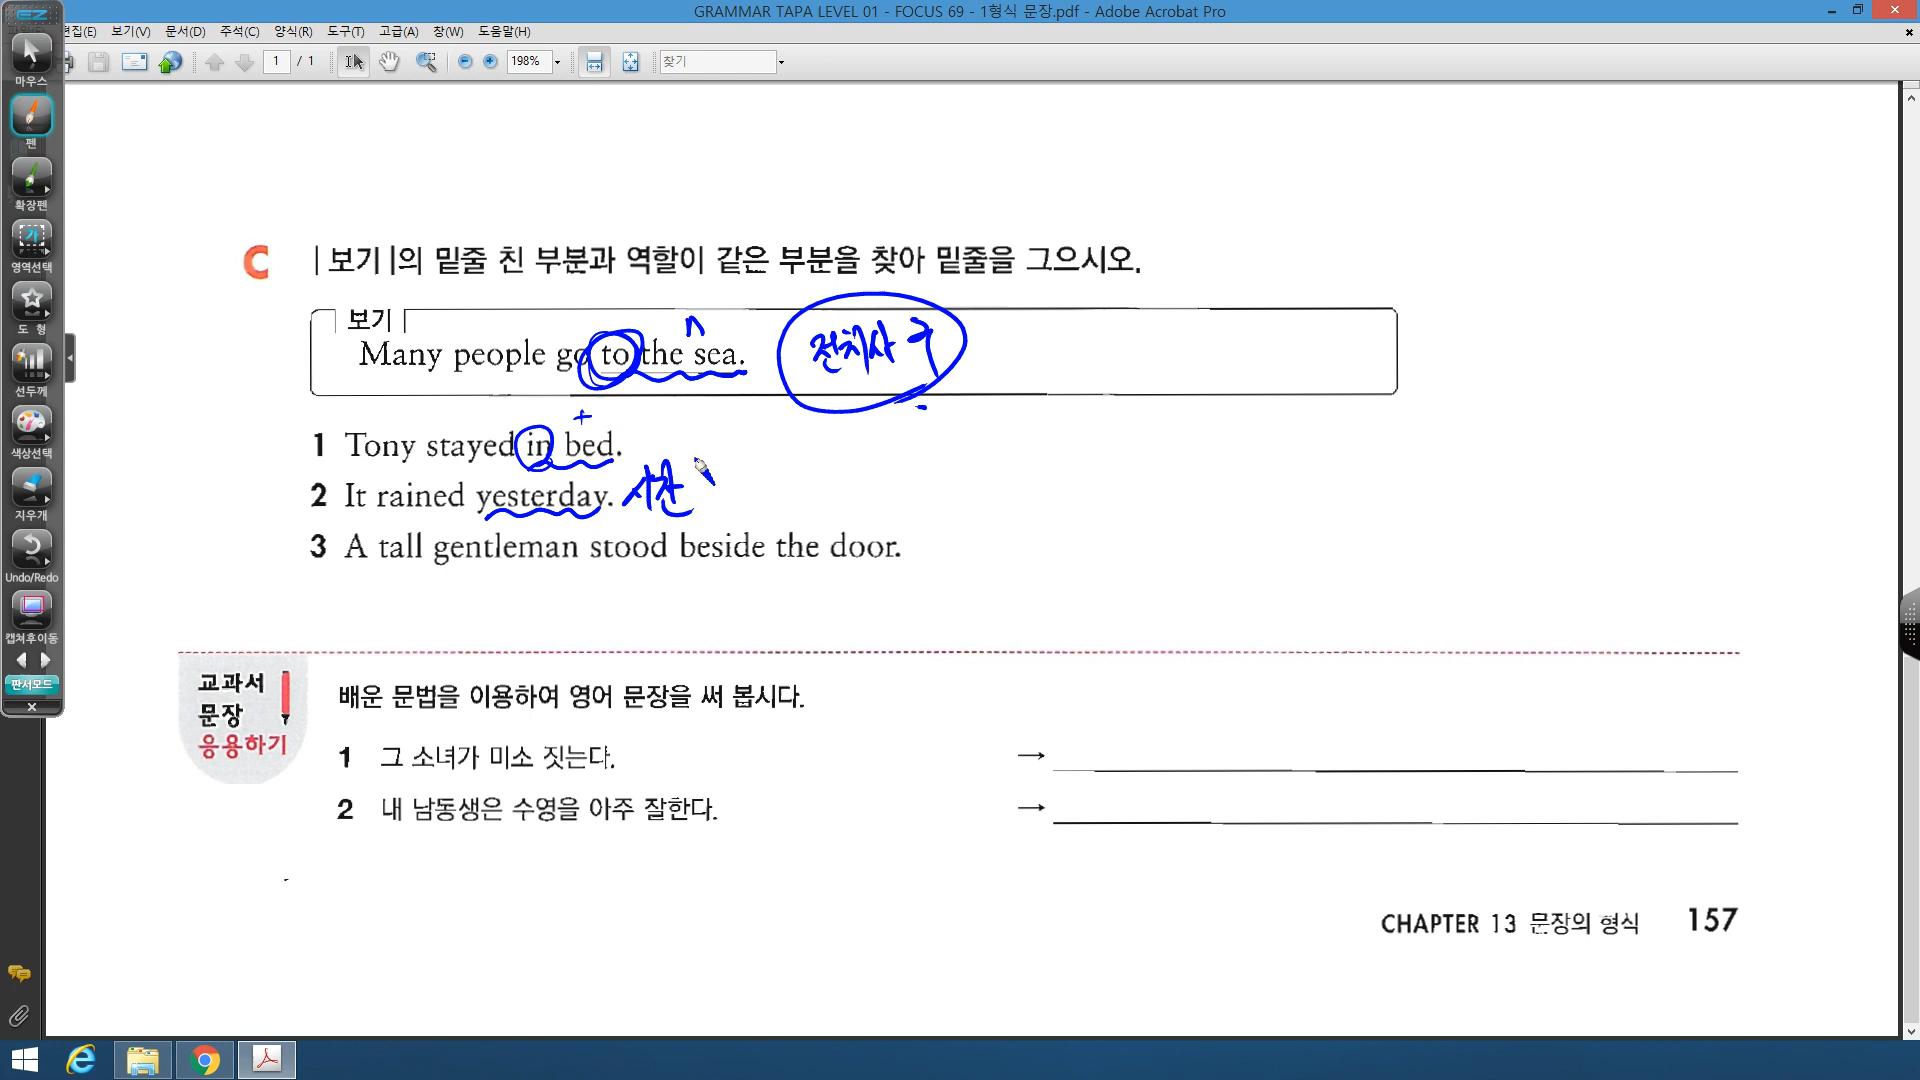 GRAMMAR TAPA LEVEL 01 - FOCUS 69 - 1형식 문장.pdf - Adobe Acrobat Pro
편집(E) 보기(V) 문서(D) 주석(C) 양식(R) 도구(T) 고급(A) 창(W) 도움말(H)
1 / 1 198% 찾기
EZ
마우스
펜
확장펜
영역선택
도 형
선두께
색상선택
지우개
Undo/Redo
캡쳐후이동
판서모드
C |보기|의 밑줄 친 부분과 역할이 같은 부분을 찾아 밑줄을 그으시오.
보기
Many people go to the sea. 전치사구
1 Tony stayed in bed.
2 It rained yesterday. 시간
3 A tall gentleman stood beside the door.
교과서
문장
응용하기
배운 문법을 이용하여 영어 문장을 써 봅시다.
1 그 소녀가 미소 짓는다. →
2 내 남동생은 수영을 아주 잘한다. →
CHAPTER 13 문장의 형식 157